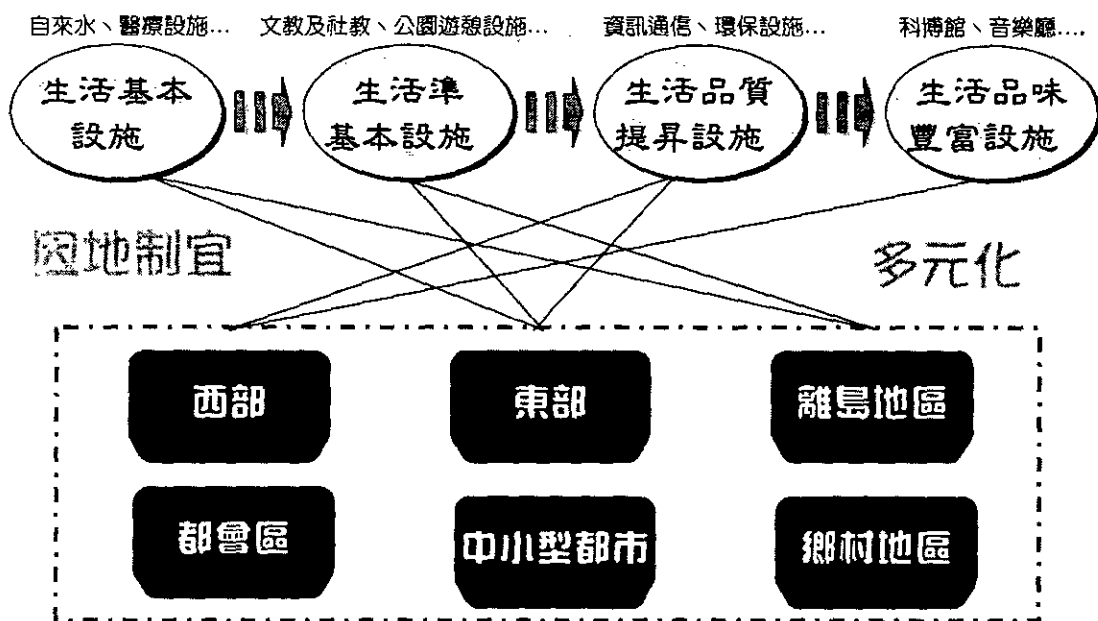 自來水、醫療設施... 文教及社教、公園遊憩設施... 資訊通信、環保設施... 科博館、音樂廳....
生活基本
設施
生活準
基本設施
生活品質
提昇設施
生活品味
豐富設施
因地制宜
多元化
西部
東部
離島地區
都會區
中小型都市
鄉村地區